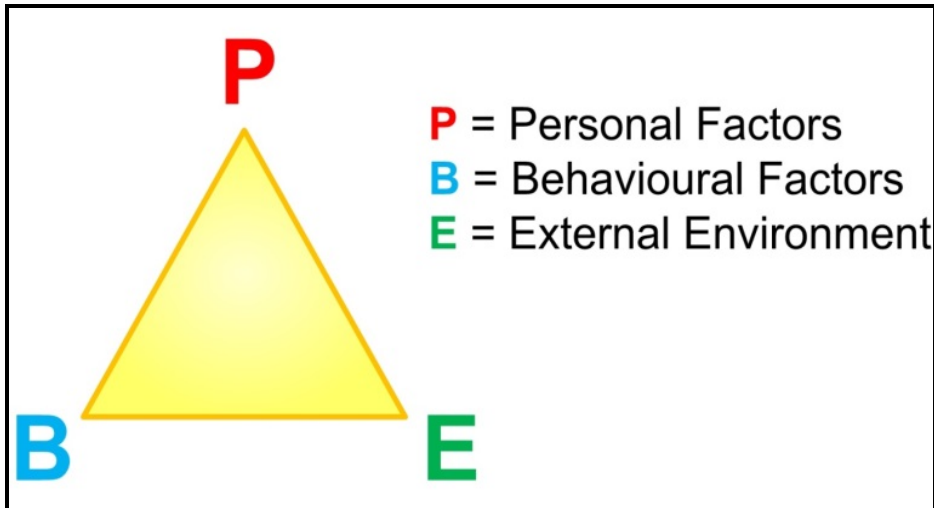 P
P = Personal Factors
B = Behavioural Factors
E = External Environment
B
E